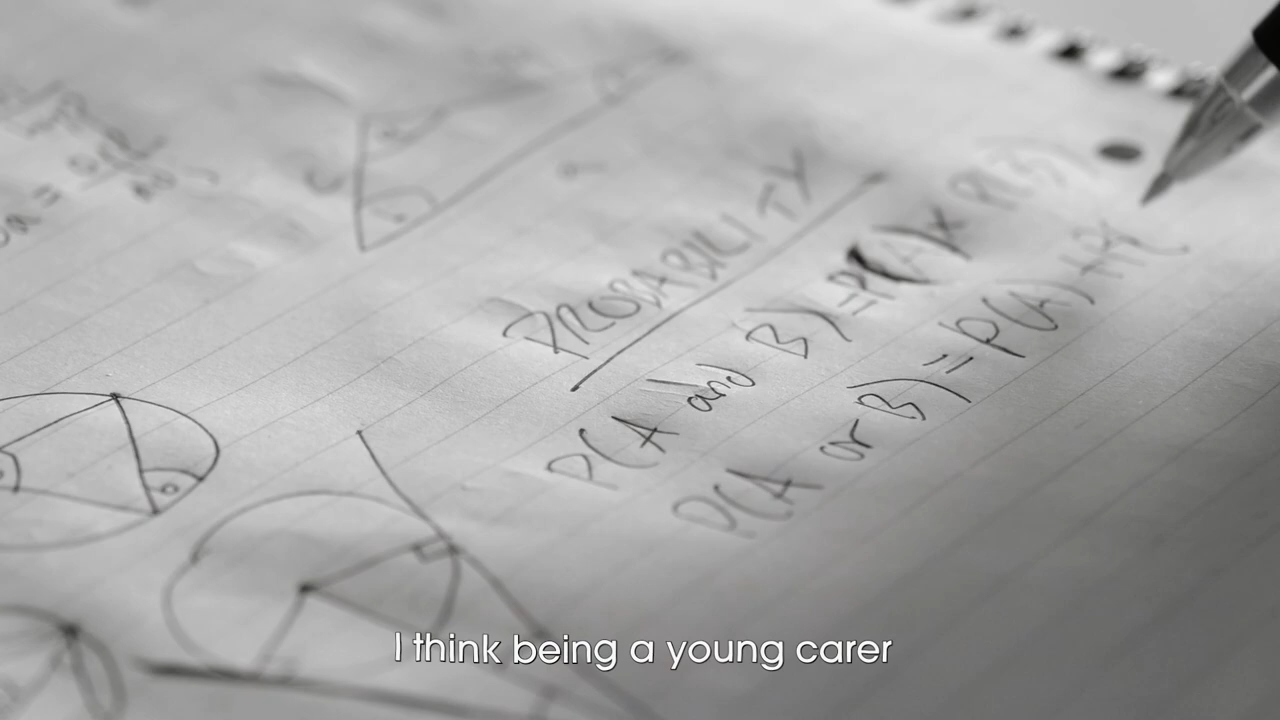 PROBABILITY
P(A and B) = P(A) x P(B)
P(A or B) = P(A) +
a =
c
a
b
I think being a young carer